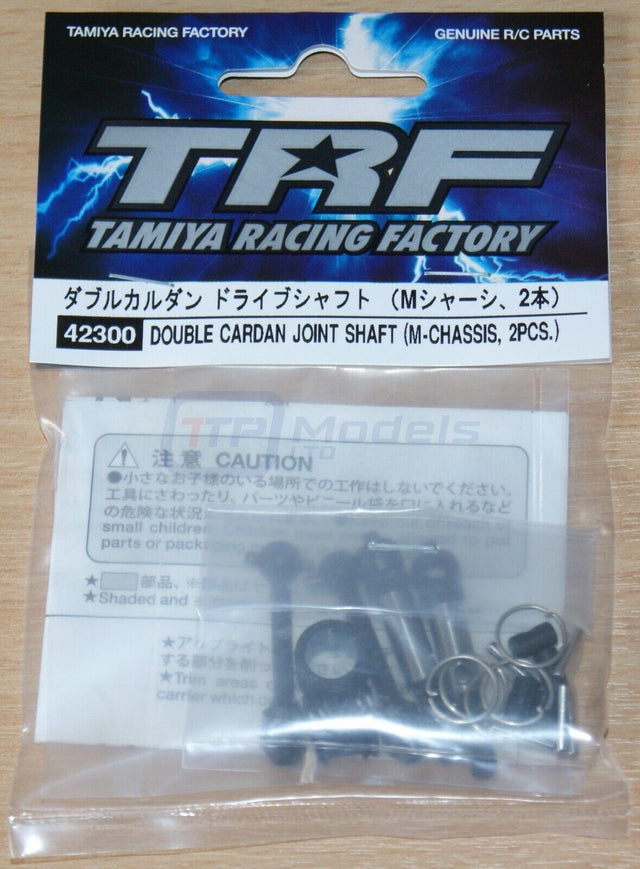 TAMIYA RACING FACTORY
GENUINE R/C PARTS
TRF
TAMIYA RACING FACTORY
ダブルカルダン ドライブシャフト (Mシャーシ、2本)
42300 DOUBLE CARDAN JOINT SHAFT (M-CHASSIS, 2PCS.)
TTP Models
LTD
注意 CAUTION
●小さなお子様のいる場所での工作はしないでください。
工具にさわったり、パーツやビニール袋を口に入れるなど
の危険な状況
small children.
parts or
★ 部品、
★Shaded and
★アップライト
する部分を削っ
★Trim areas
carrier which